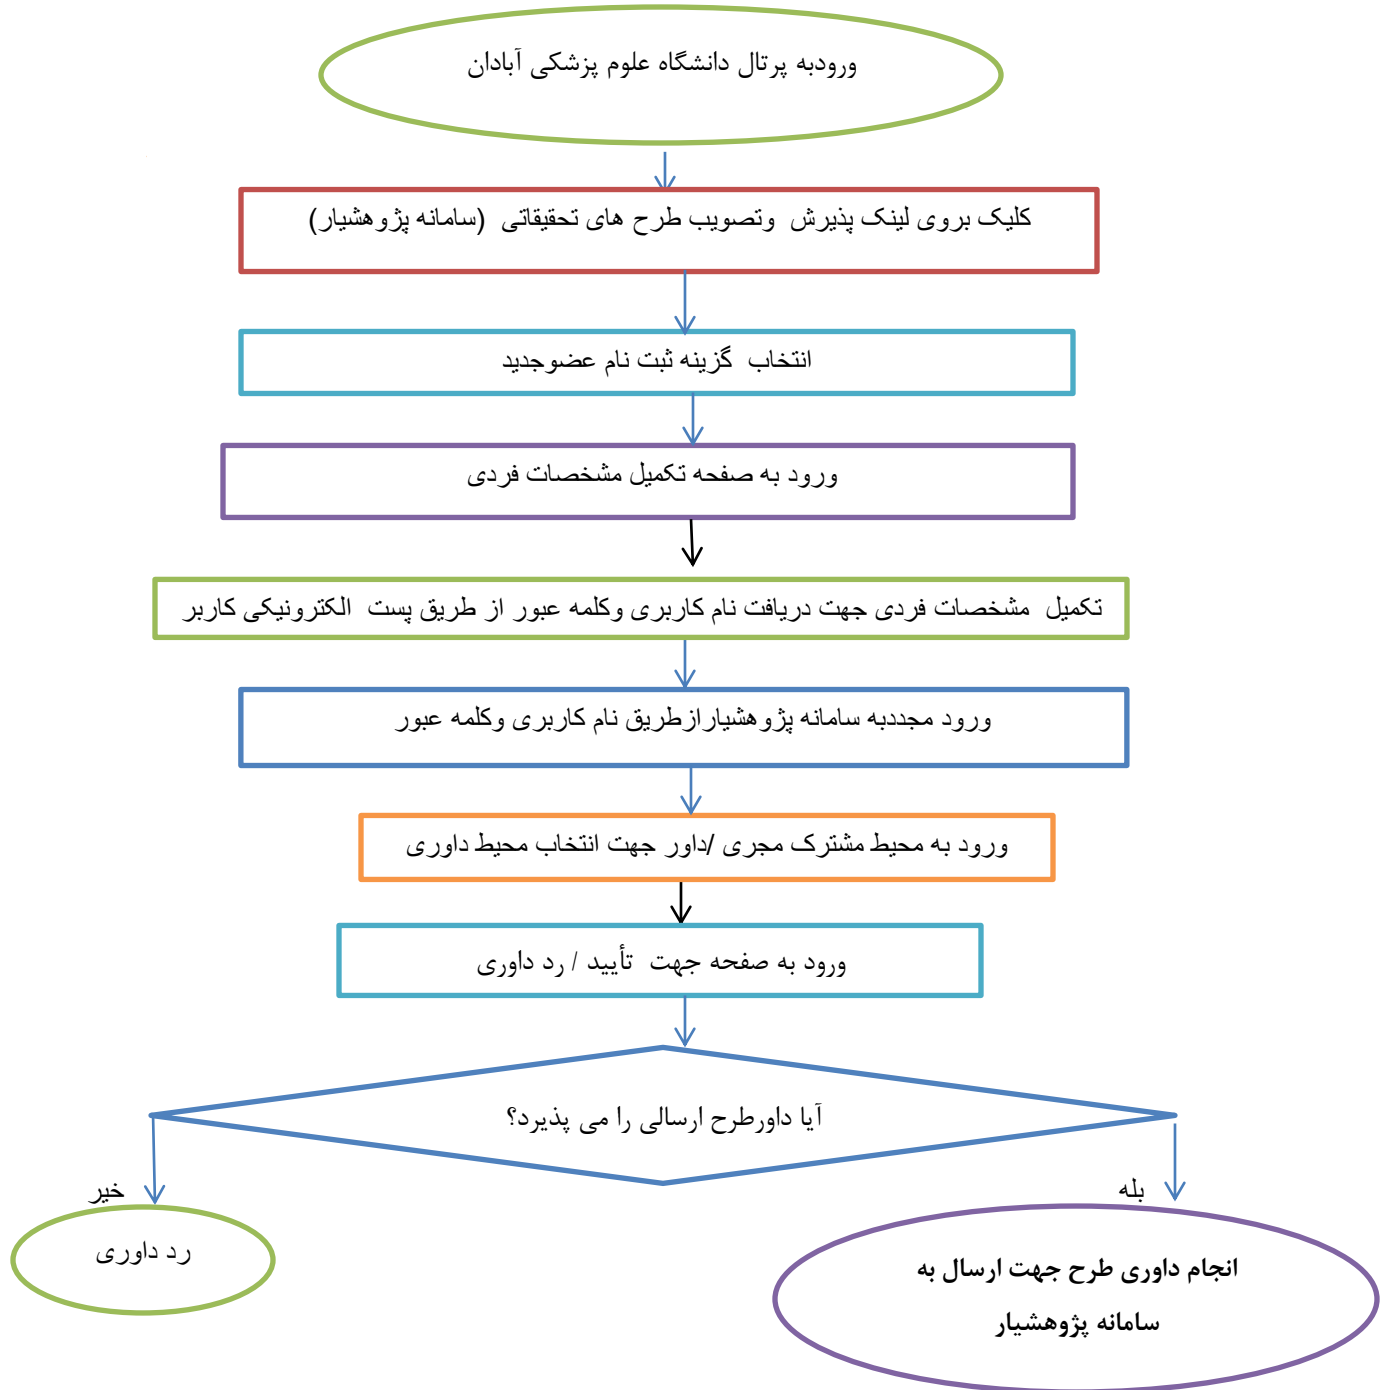 ورودبه پرتال دانشگاه علوم پزشکی آبادان
کلیک بروی لینک پذیرش وتصویب طرح های تحقیقاتی (سامانه پژوهشیار)
انتخاب گزینه ثبت نام عضوجدید
ورود به صفحه تکمیل مشخصات فردی
تکمیل مشخصات فردی جهت دریافت نام کاربری وکلمه عبور از طریق پست الکترونیکی کاربر
ورود مجددبه سامانه پژوهشیارازطریق نام کاربری وکلمه عبور
ورود به محیط مشترک مجری /داور جهت انتخاب محیط داوری
ورود به صفحه جهت تأیید / رد داوری
آیا داورطرح ارسالی را می پذیرد؟
بله
خیر
انجام داوری طرح جهت ارسال به
سامانه پژوهشیار
رد داوری